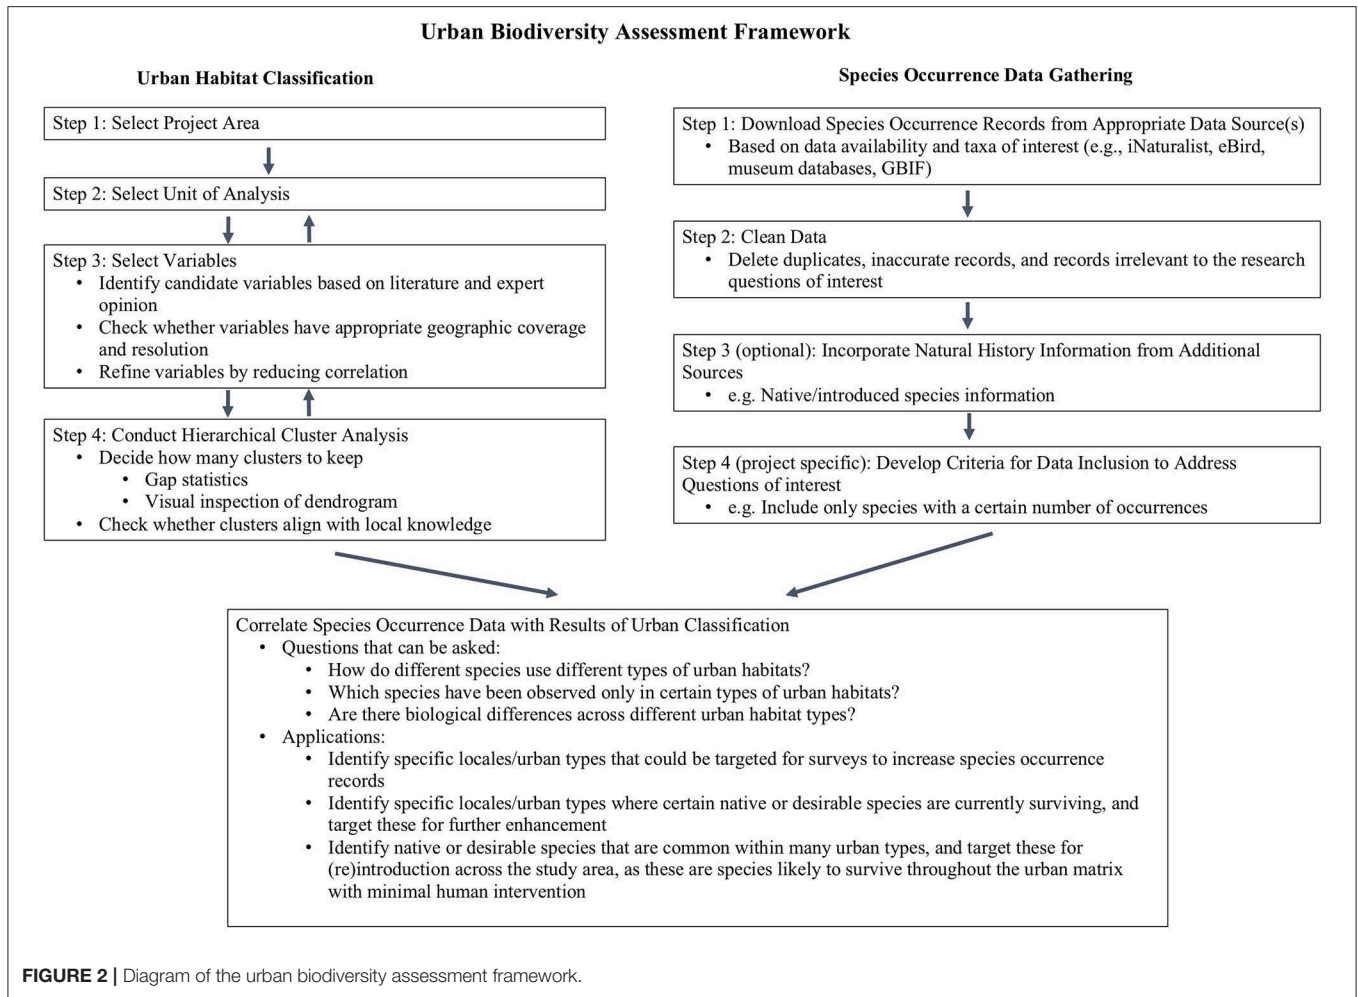 Urban Biodiversity Assessment Framework
Urban Habitat Classification
Step 1: Select Project Area
Step 2: Select Unit of Analysis
Step 3: Select Variables
• Identify candidate variables based on literature and expert
opinion
• Check whether variables have appropriate geographic coverage
and resolution
• Refine variables by reducing correlation
Step 4: Conduct Hierarchical Cluster Analysis
• Decide how many clusters to keep
• Gap statistics
• Visual inspection of dendrogram
• Check whether clusters align with local knowledge
Species Occurrence Data Gathering
Step 1: Download Species Occurrence Records from Appropriate Data Source(s)
• Based on data availability and taxa of interest (e.g., iNaturalist, eBird,
museum databases, GBIF)
Step 2: Clean Data
• Delete duplicates, inaccurate records, and records irrelevant to the research
questions of interest
Step 3 (optional): Incorporate Natural History Information from Additional
Sources
• e.g. Native/introduced species information
Step 4 (project specific): Develop Criteria for Data Inclusion to Address
Questions of interest
• e.g. Include only species with a certain number of occurrences
Correlate Species Occurrence Data with Results of Urban Classification
• Questions that can be asked:
• How do different species use different types of urban habitats?
• Which species have been observed only in certain types of urban habitats?
• Are there biological differences across different urban habitat types?
• Applications:
• Identify specific locales/urban types that could be targeted for surveys to increase species occurrence
records
• Identify specific locales/urban types where certain native or desirable species are currently surviving, and
target these for further enhancement
• Identify native or desirable species that are common within many urban types, and target these for
(re)introduction across the study area, as these are species likely to survive throughout the urban matrix
with minimal human intervention
FIGURE 2 | Diagram of the urban biodiversity assessment framework.